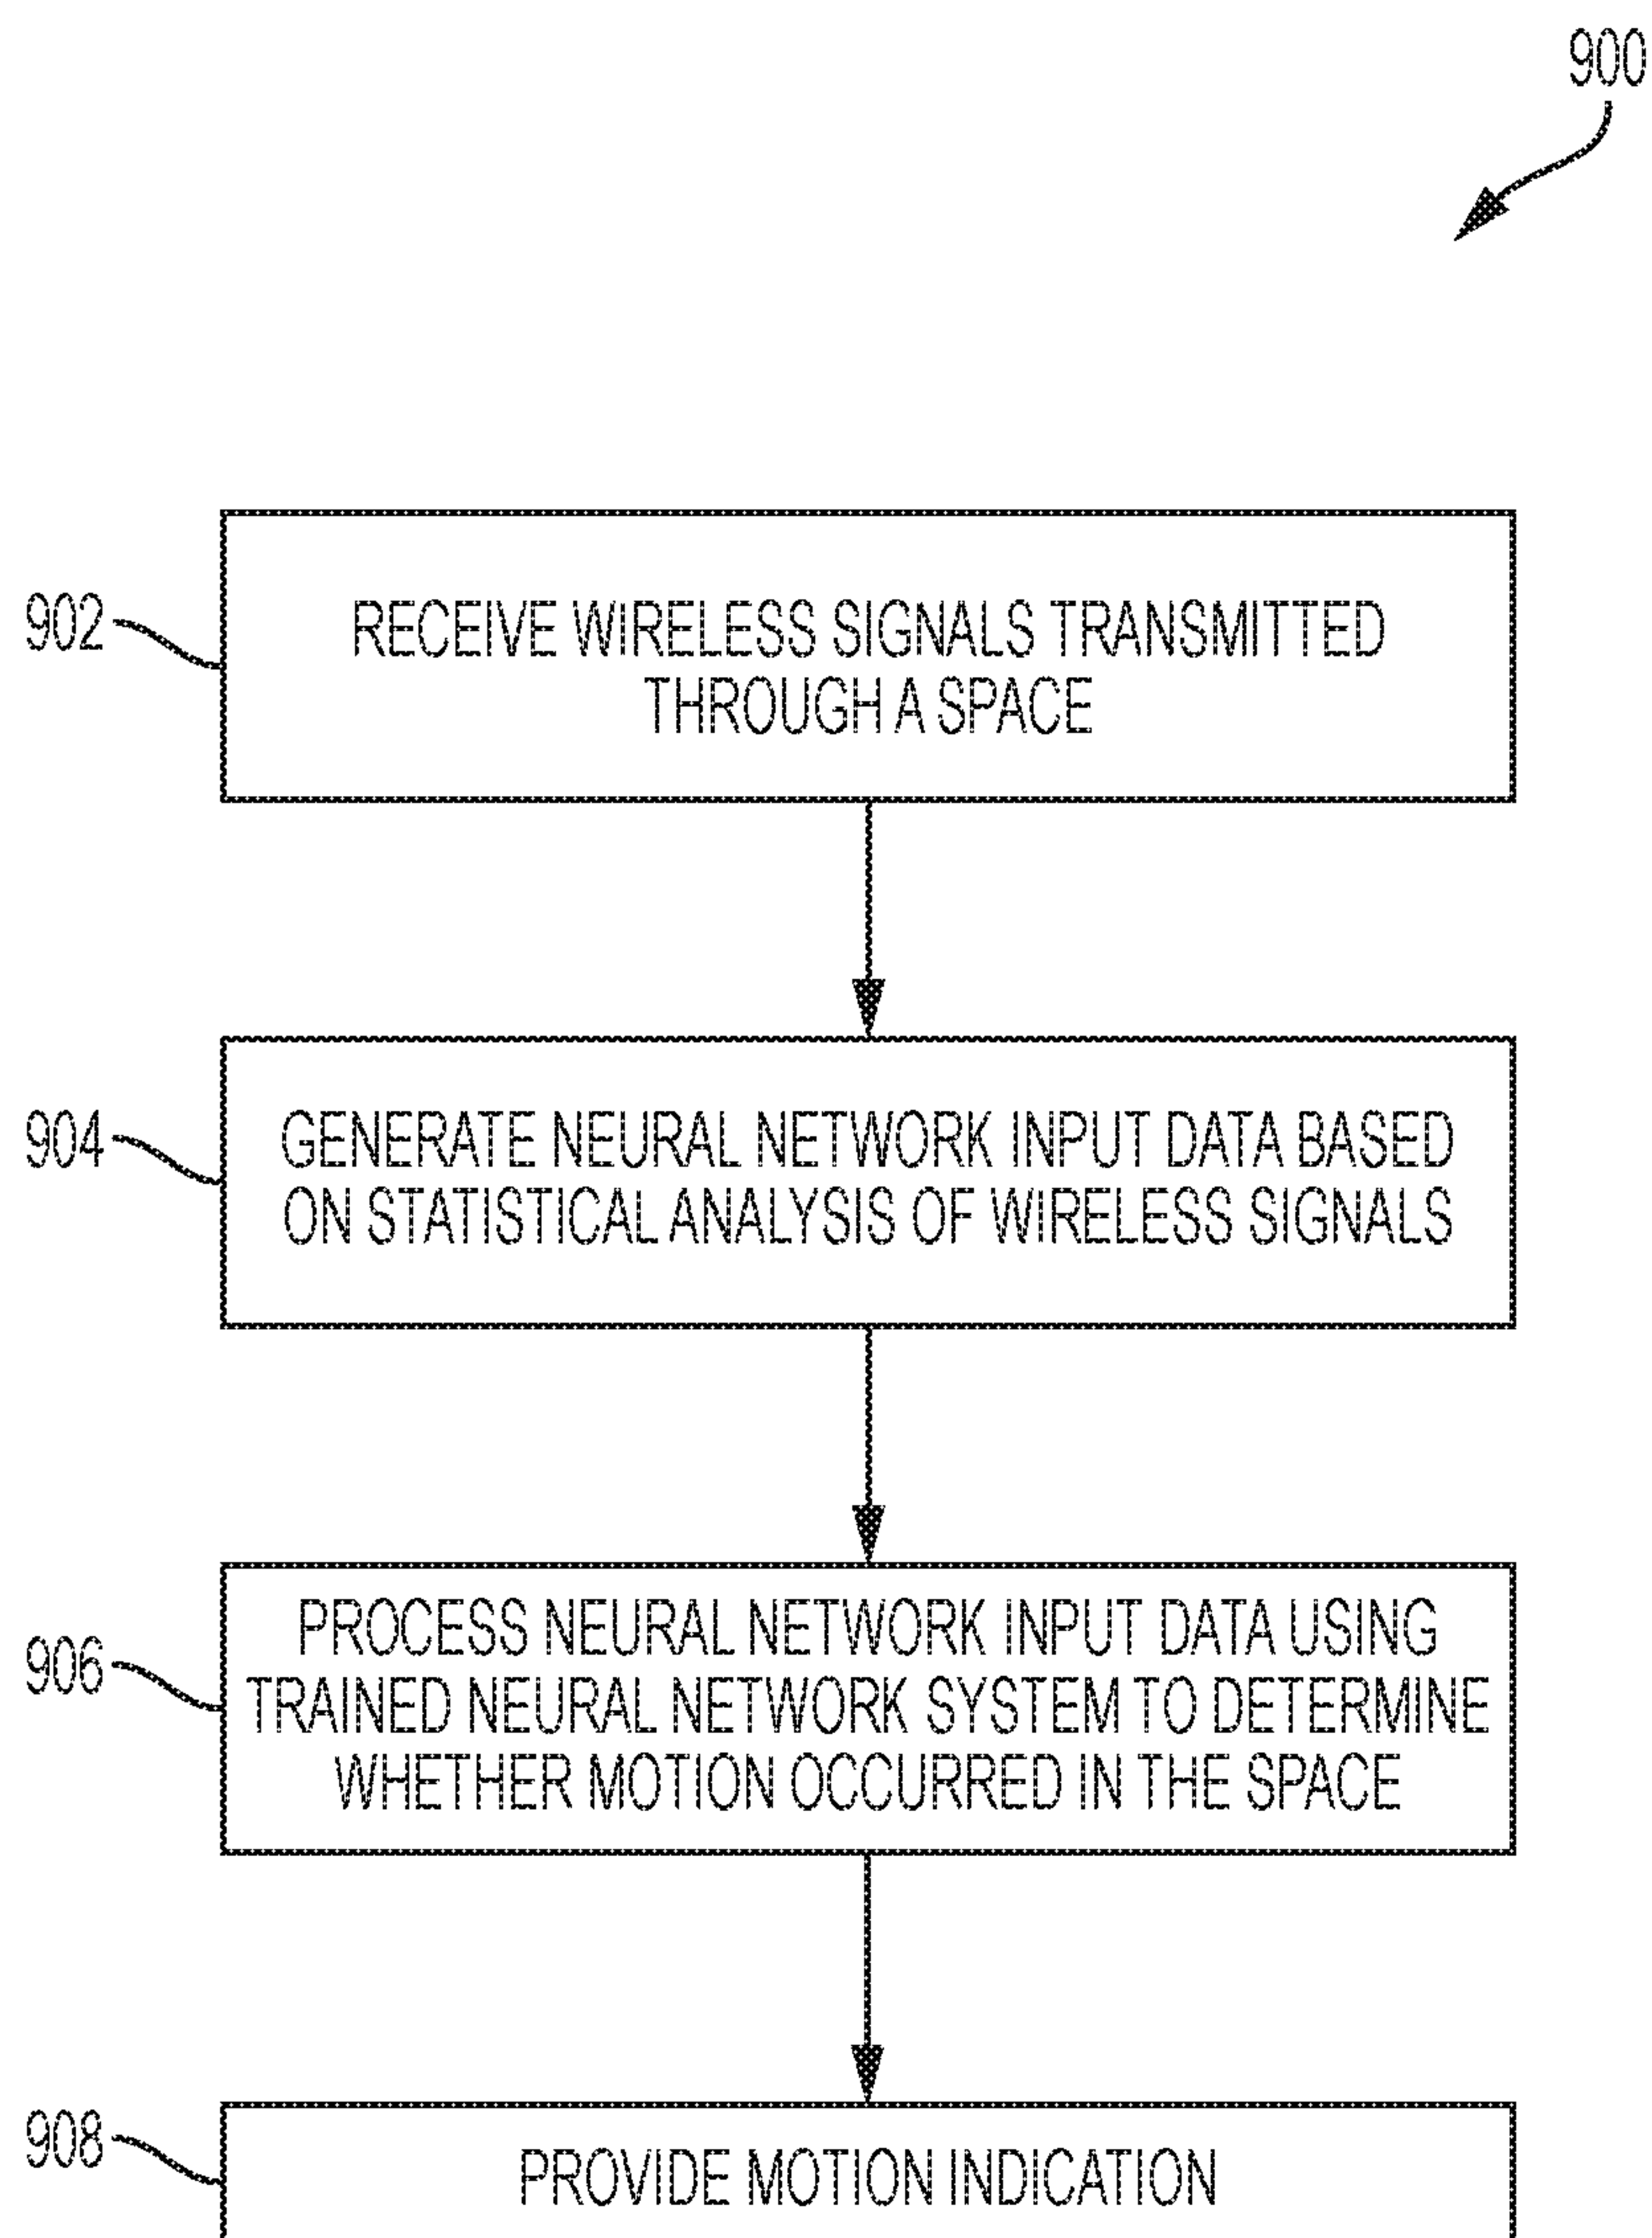 900
902
RECEIVE WIRELESS SIGNALS TRANSMITTED
THROUGH A SPACE
904
GENERATE NEURAL NETWORK INPUT DATA BASED
ON STATISTICAL ANALYSIS OF WIRELESS SIGNALS
906
PROCESS NEURAL NETWORK INPUT DATA USING
TRAINED NEURAL NETWORK SYSTEM TO DETERMINE
WHETHER MOTION OCCURRED IN THE SPACE
908
PROVIDE MOTION INDICATION